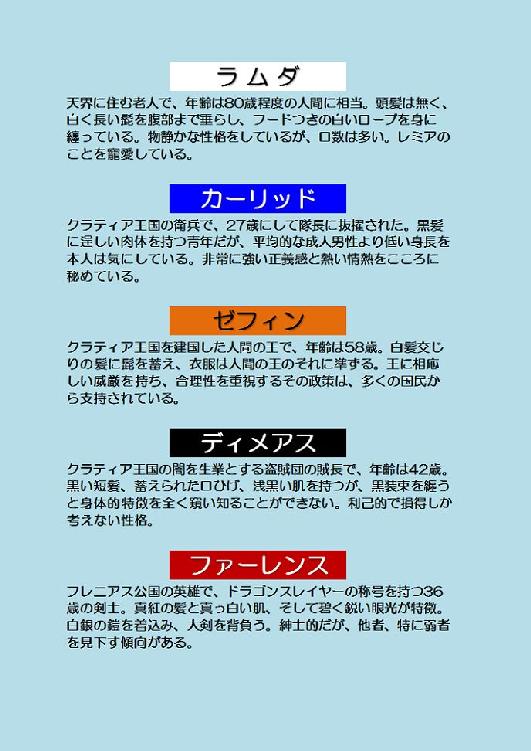 ラムダ
天界に住む老人で、年齢は80歳程度の人間に相当。頭髪は無く、
白く長い髭を腹部まで垂らし、フードつきの白いローブを身に
纏っている。物静かな性格をしているが、口数は多い。レミアの
ことを寵愛している。
カーリッド
クラティア王国の衛兵で、27歳にして隊長に抜擢された。黒髪
に逞しい肉体を持つ青年だが、平均的な成人男性より低い身長を
本人は気にしている。非常に強い正義感と熱い情熱をこころに
秘めている。
ゼフィン
クラティア王国を建国した人間の王で、年齢は58歳。白髪交じ
りの髪に髭を蓄え、衣服は人間の王のそれに準ずる。王に相応
しい威厳を持ち、合理性を重視するその政策は、多くの国民か
ら支持されている。
ディメアス
クラティア王国の闇を生業とする盗賊団の賊長で、年齢は42歳。
黒い短髪、蓄えられた口ひげ、浅黒い肌を持つが、黒装束を纏う
と身体的特徴を全く窺い知ることができない。利己的で損得しか
考えない性格。
ファーレンス
フレニアス公国の英雄で、ドラゴンスレイヤーの称号を持つ36
歳の剣士。真紅の髪と真っ白い肌、そして碧く鋭い眼光が特徴。
白銀の鎧を着込み、大剣を背負う。紳士的だが、他者、特に弱者
を見下す傾向がある。